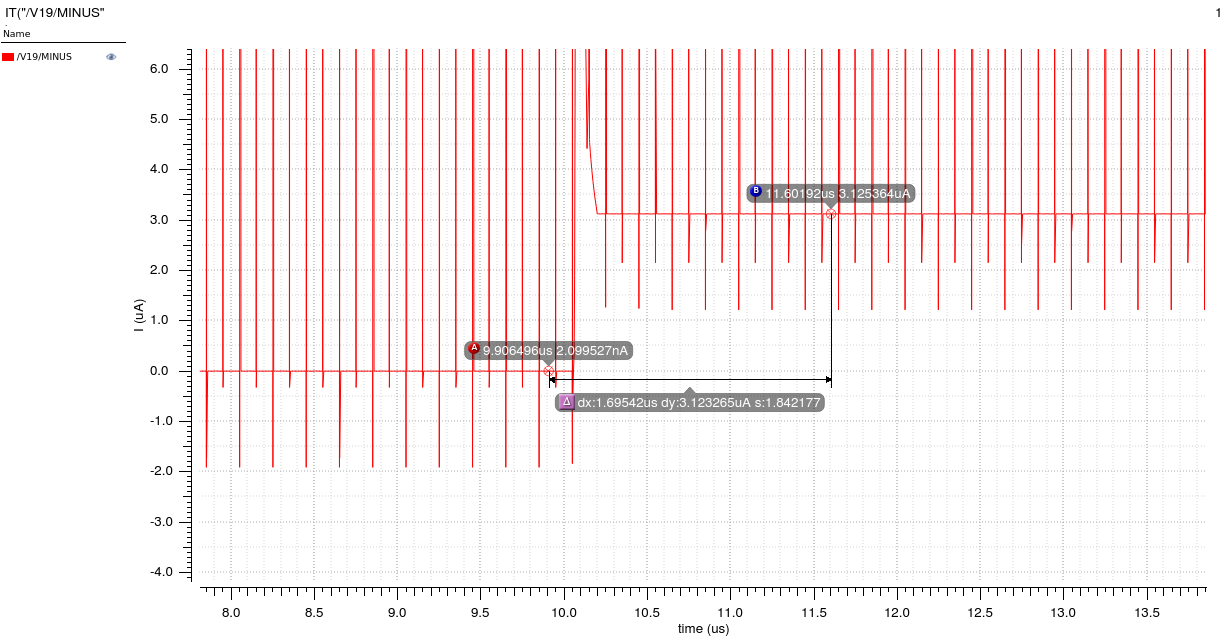 IT("/V19/MINUS"
1
Name
/V19/MINUS
6.0
5.0
4.0
3.0
2.0
1.0
0.0
-1.0
-2.0
-3.0
-4.0
I (uA)
B 11.60192us 3.125364uA
A 9.906496us 2.099527nA
Δ dx:1.69542us dy:3.123265uA s:1.842177
8.0 8.5 9.0 9.5 10.0 10.5 11.0 11.5 12.0 12.5 13.0 13.5
time (us)